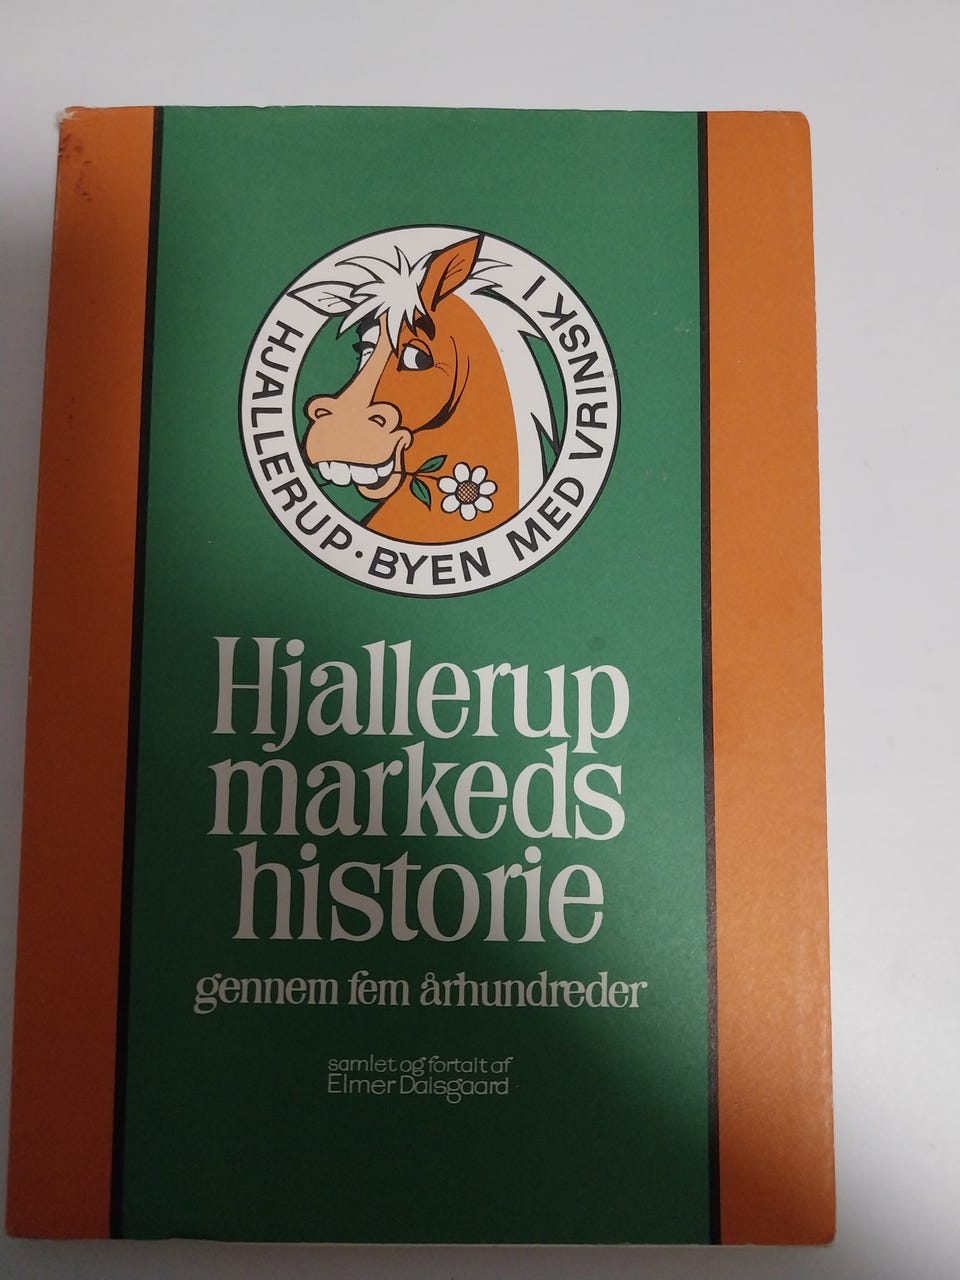 HJALLERUP · BYEN MED VRINSK I
Hjallerup
markeds
historie
gennem fem århundreder
samlet og fortalt af
Elmer Dalsgaard